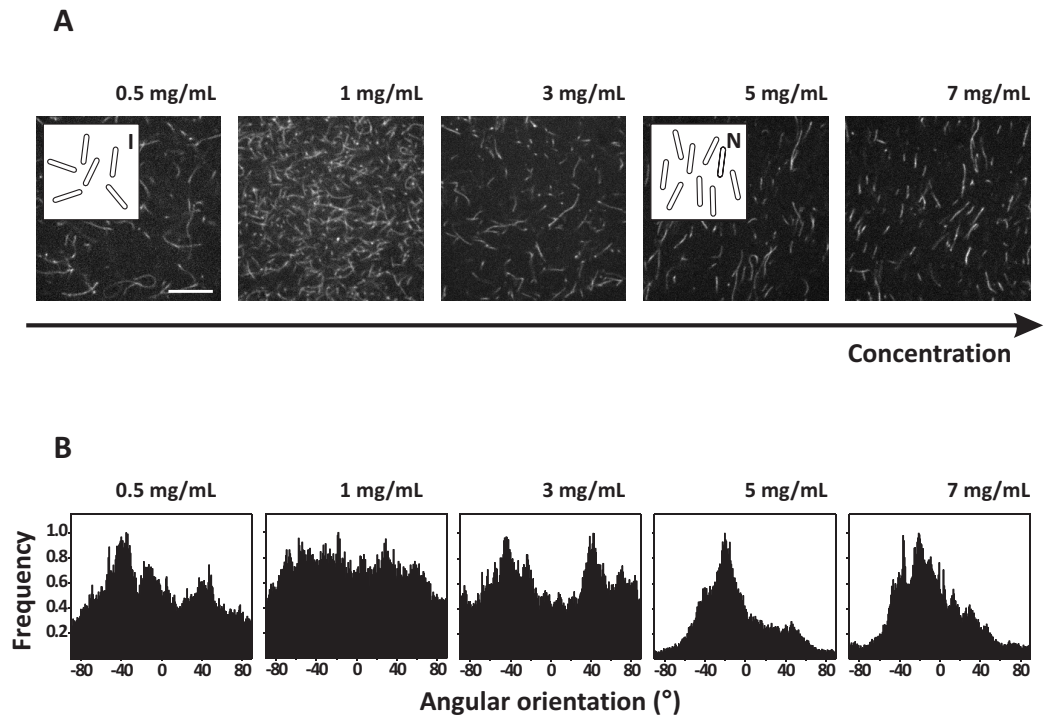 A
0.5 mg/mL 1 mg/mL 3 mg/mL 5 mg/mL 7 mg/mL
I N
Concentration
B
0.5 mg/mL 1 mg/mL 3 mg/mL 5 mg/mL 7 mg/mL
Frequency
1.0
0.8
0.6
0.4
0.2
-80 -40 0 40 80 -80 -40 0 40 80 -80 -40 0 40 80 -80 -40 0 40 80 -80 -40 0 40 80
Angular orientation (°)